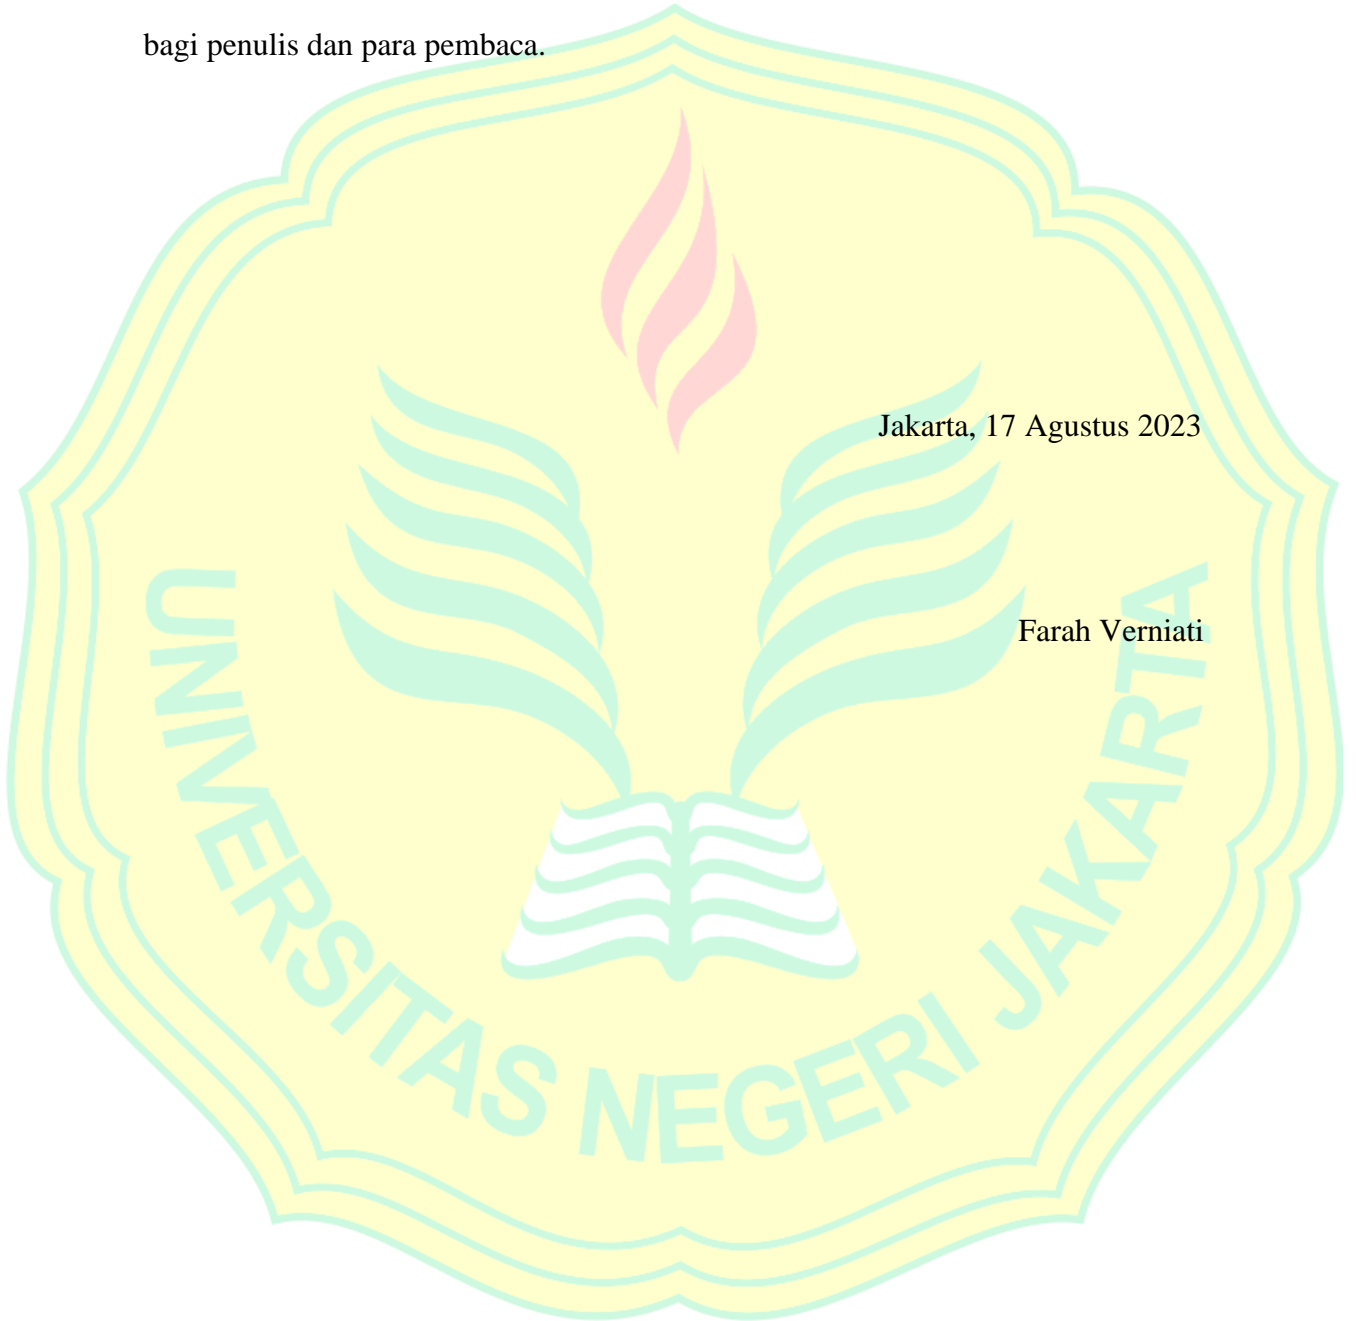 bagi penulis dan para pembaca.
Jakarta, 17 Agustus 2023
Farah Verniati
UNIVERSITAS NEGERI JAKARTA